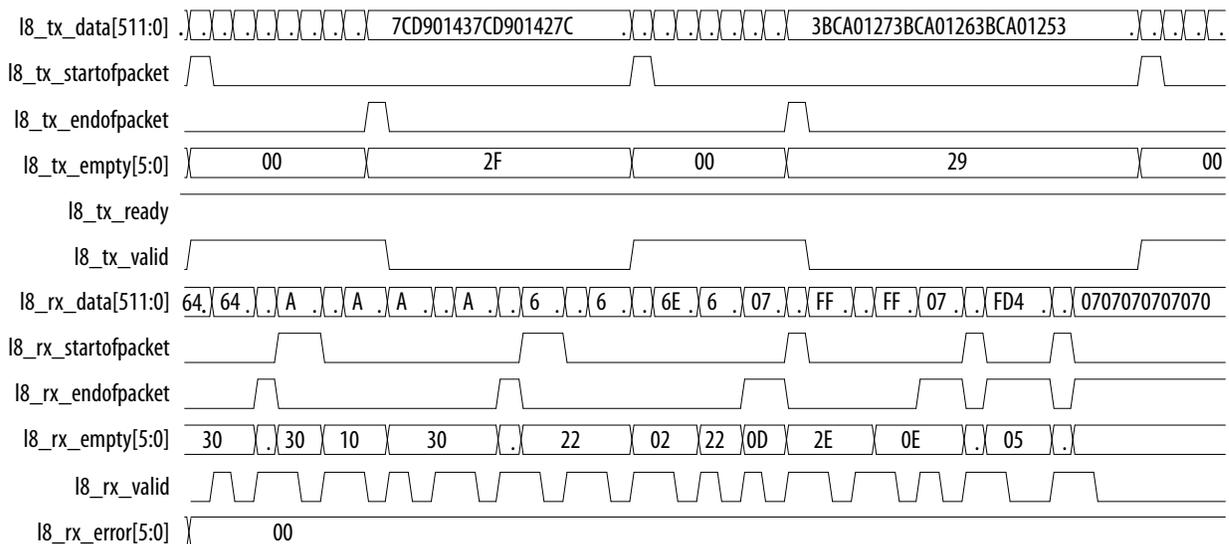 l8_tx_data[511:0] . . . . . . . . . 7CD901437CD901427C . . . . . . . . 3BCA01273BCA01263BCA01253 . . . . .
l8_tx_startofpacket
l8_tx_endofpacket
l8_tx_empty[5:0] 00 2F 00 29 00
l8_tx_ready
l8_tx_valid
l8_rx_data[511:0] 64. 64 . . A . . A . A . . A . . 6 . . 6 . . 6E . 6 . 07 . . FF . . FF . 07 . . FD4 . . 0707070707070
l8_rx_startofpacket
l8_rx_endofpacket
l8_rx_empty[5:0] 30 . 30 10 30 . 22 02 22 0D 2E 0E . 05 .
l8_rx_valid
l8_rx_error[5:0] 00